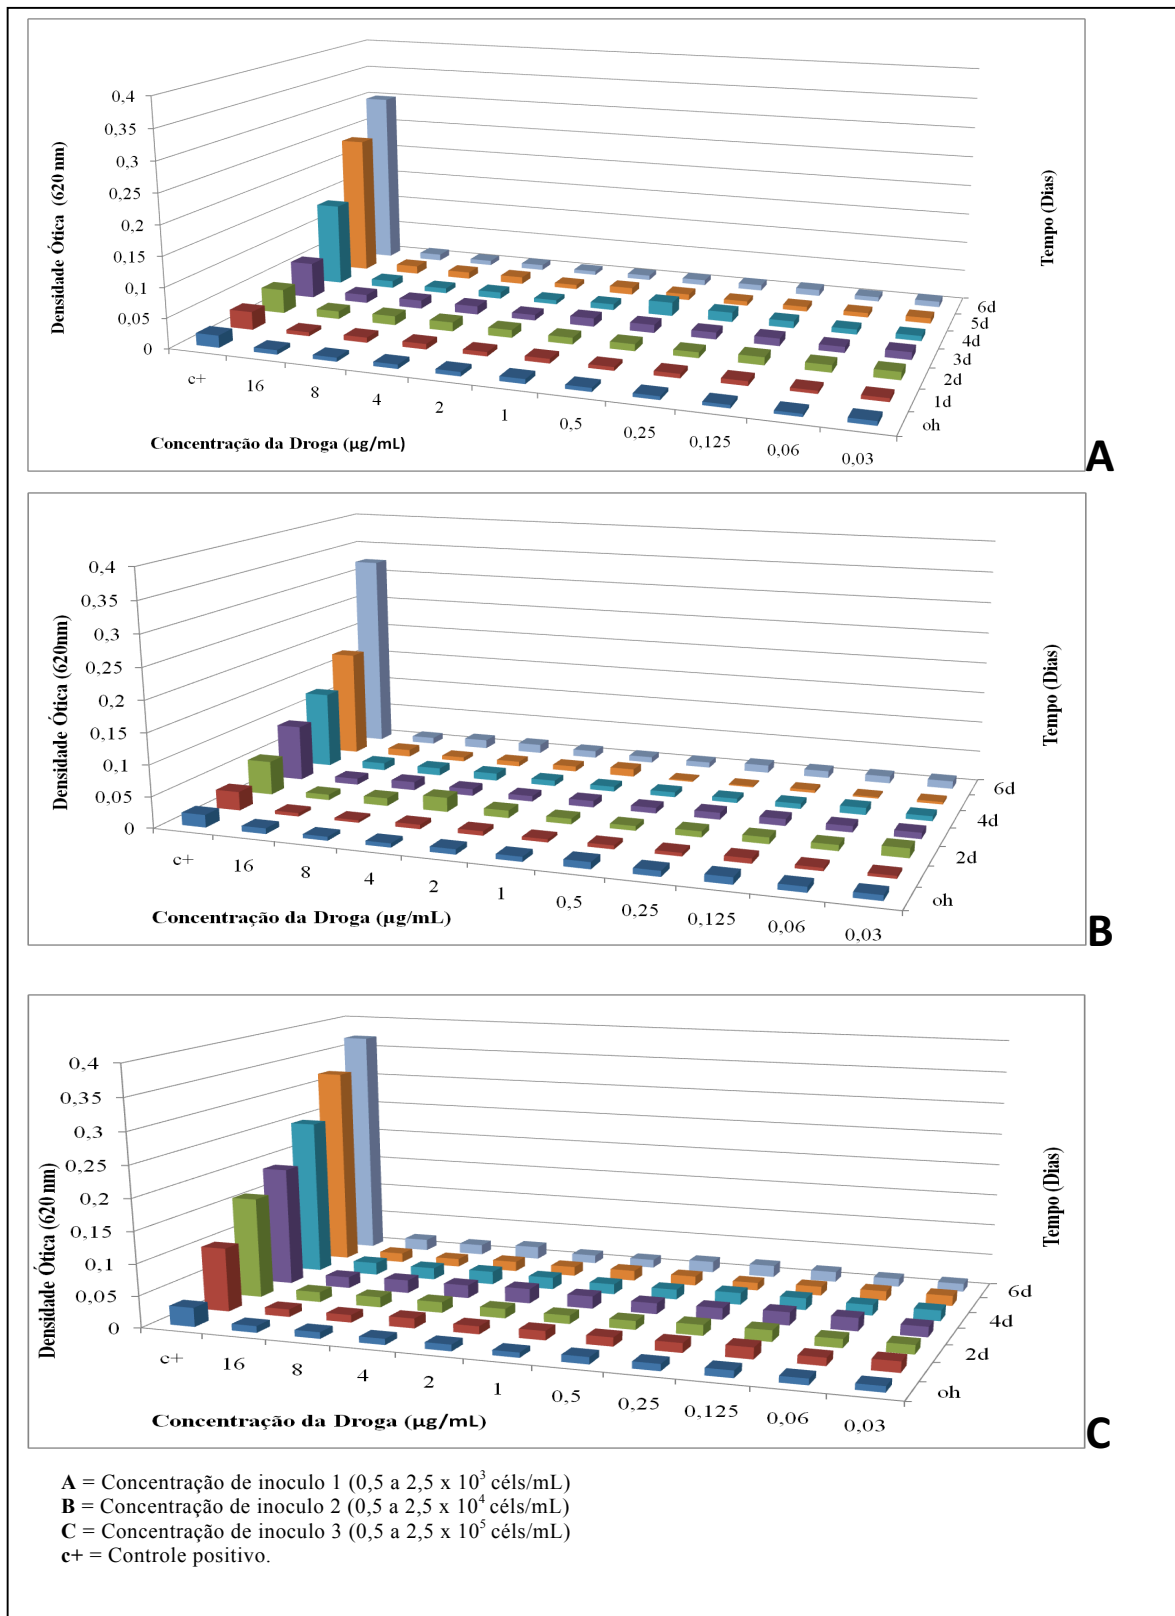 0,4
0,35
0,3
0,25
0,2
0,15
0,1
0,05
0
Densidade Ótica (620 nm)
c+
16
8
4
2
1
0,5
0,25
0,125
0,06
0,03
Concentração da Droga (µg/mL)
oh
1d
2d
3d
4d
5d
6d
Tempo (Dias)
A
0,4
0,35
0,3
0,25
0,2
0,15
0,1
0,05
0
Densidade Ótica (620nm)
c+
16
8
4
2
1
0,5
0,25
0,125
0,06
0,03
Concentração da Droga (µg/mL)
oh
2d
4d
6d
Tempo (Dias)
B
0,4
0,35
0,3
0,25
0,2
0,15
0,1
0,05
0
Densidade Ótica (620 nm)
c+
16
8
4
2
1
0,5
0,25
0,125
0,06
0,03
Concentração da Droga (µg/mL)
oh
2d
4d
6d
Tempo (Dias)
C
A = Concentração de inoculo 1 (0,5 a 2,5 x 10³ céls/mL)
B = Concentração de inoculo 2 (0,5 a 2,5 x 10⁴ céls/mL)
C = Concentração de inoculo 3 (0,5 a 2,5 x 10⁵ céls/mL)
c+ = Controle positivo.